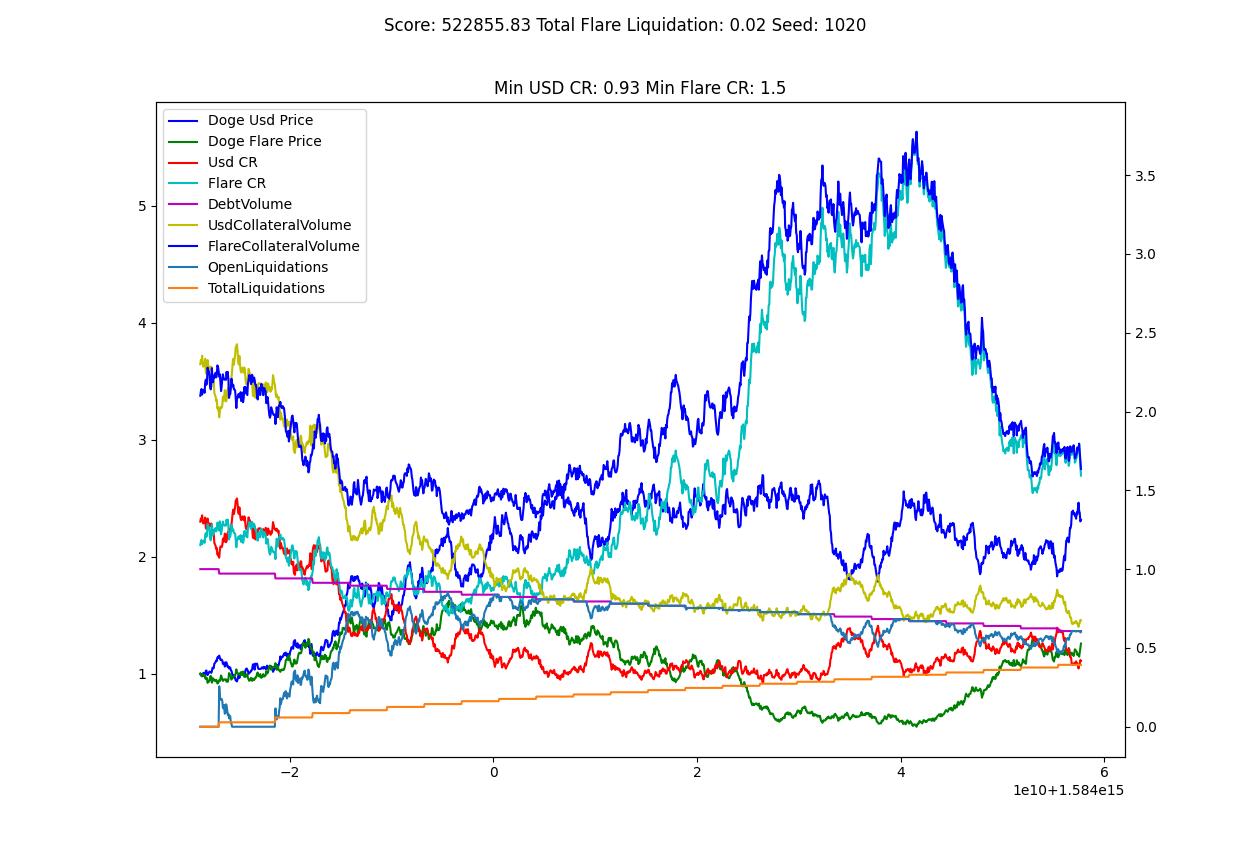 Score: 522855.83 Total Flare Liquidation: 0.02 Seed: 1020
Min USD CR: 0.93 Min Flare CR: 1.5
Doge Usd Price
Doge Flare Price
Usd CR
Flare CR
DebtVolume
UsdCollateralVolume
FlareCollateralVolume
OpenLiquidations
TotalLiquidations
5
4
3
2
1
3.5
3.0
2.5
2.0
1.5
1.0
0.5
0.0
−2 0 2 4 6
1e10+1.584e15